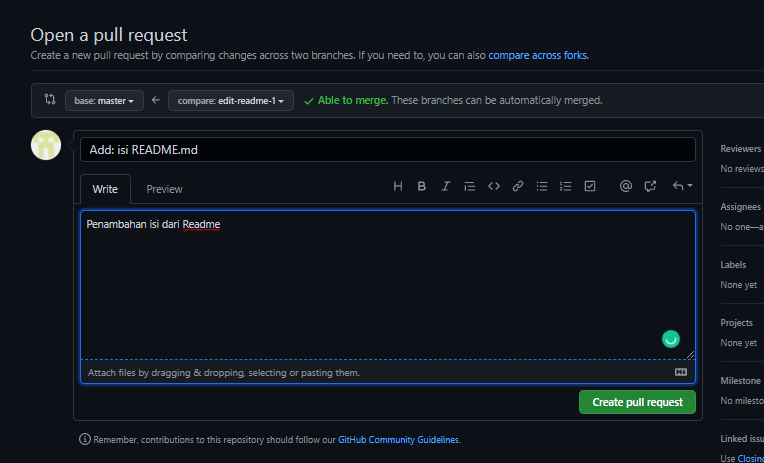 Open a pull request
Create a new pull request by comparing changes across two branches. If you need to, you can also compare across forks.
base: master
compare: edit-readme-1
Able to merge. These branches can be automatically merged.
Add: isi README.md
Write
Preview
Penambahan isi dari Readme
Attach files by dragging & dropping, selecting or pasting them.
Create pull request
Remember, contributions to this repository should follow our GitHub Community Guidelines.
Reviewers
No reviews
Assignees
No one—a
Labels
None yet
Projects
None yet
Milestone
No milesto
Linked issu
Use Closin